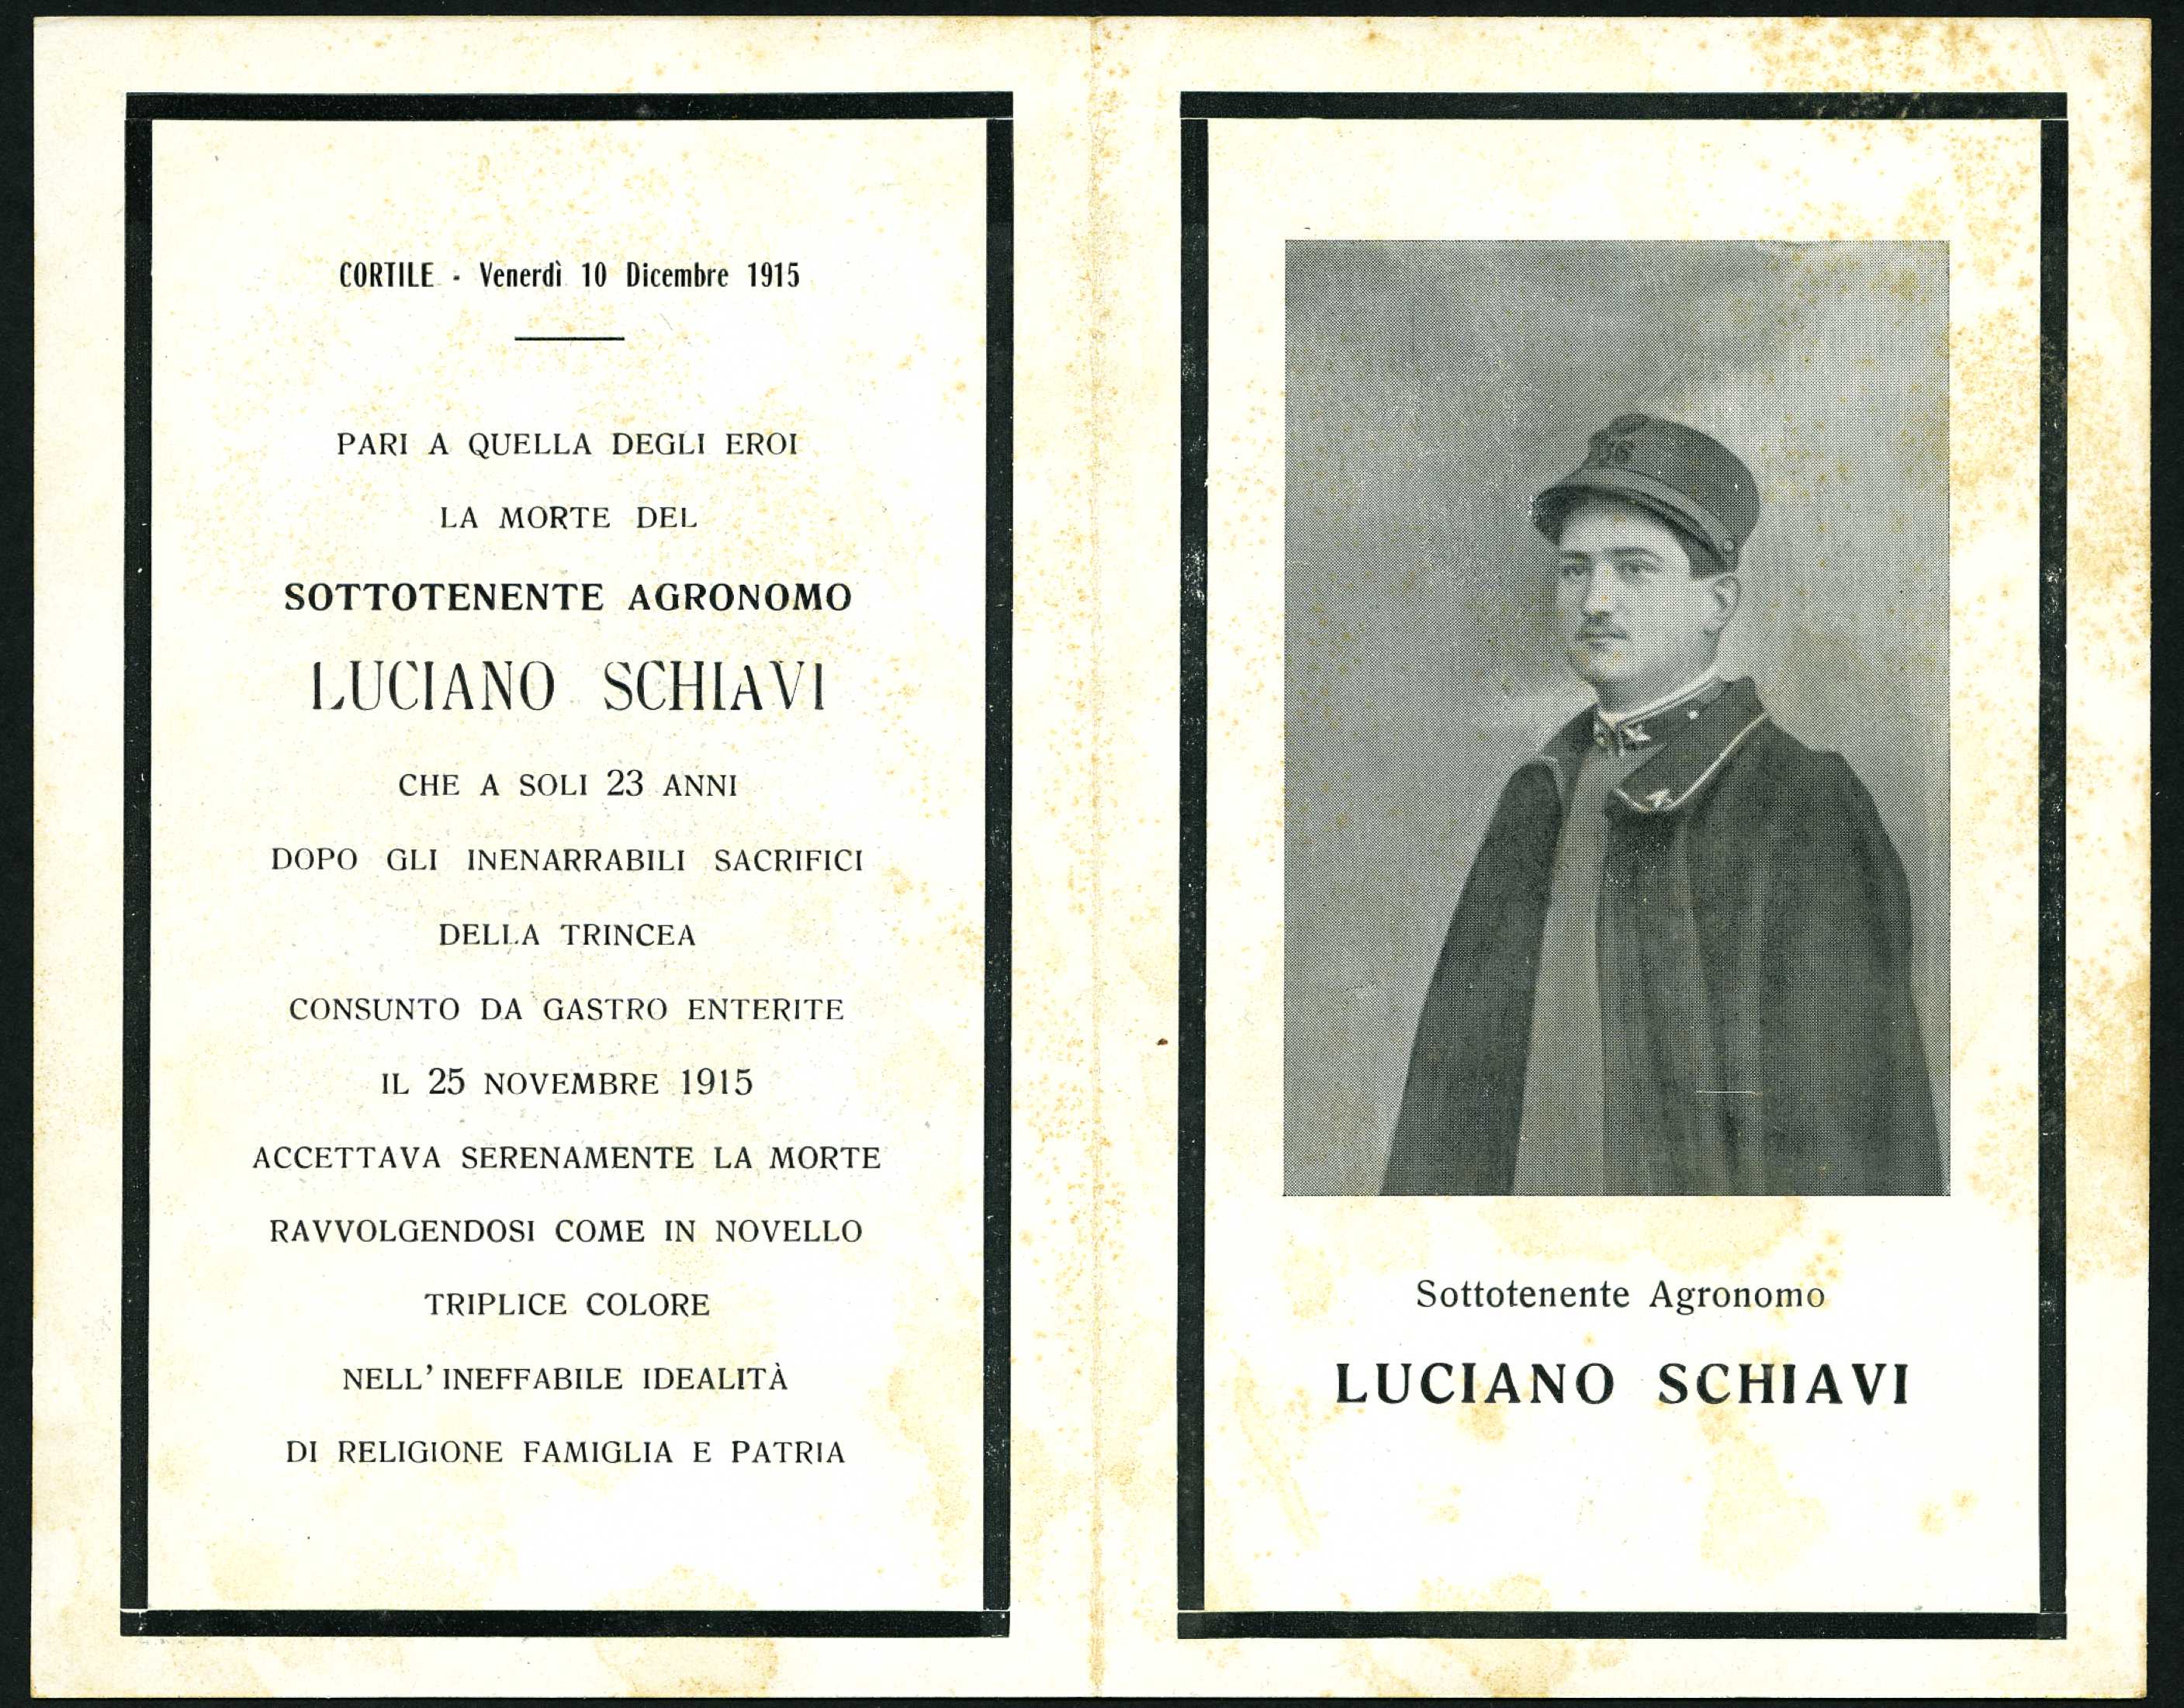 CORTILE - Venerdì 10 Dicembre 1915
PARI A QUELLA DEGLI EROI
LA MORTE DEL
SOTTOTENENTE AGRONOMO
LUCIANO SCHIAVI
CHE A SOLI 23 ANNI
DOPO GLI INENARRABILI SACRIFICI
DELLA TRINCEA
CONSUNTO DA GASTRO ENTERITE
IL 25 NOVEMBRE 1915
ACCETTAVA SERENAMENTE LA MORTE
RAVVOLGENDOSI COME IN NOVELLO
TRIPLICE COLORE
NELL' INEFFABILE IDEALITÀ
DI RELIGIONE FAMIGLIA E PATRIA
Sottotenente Agronomo
LUCIANO SCHIAVI